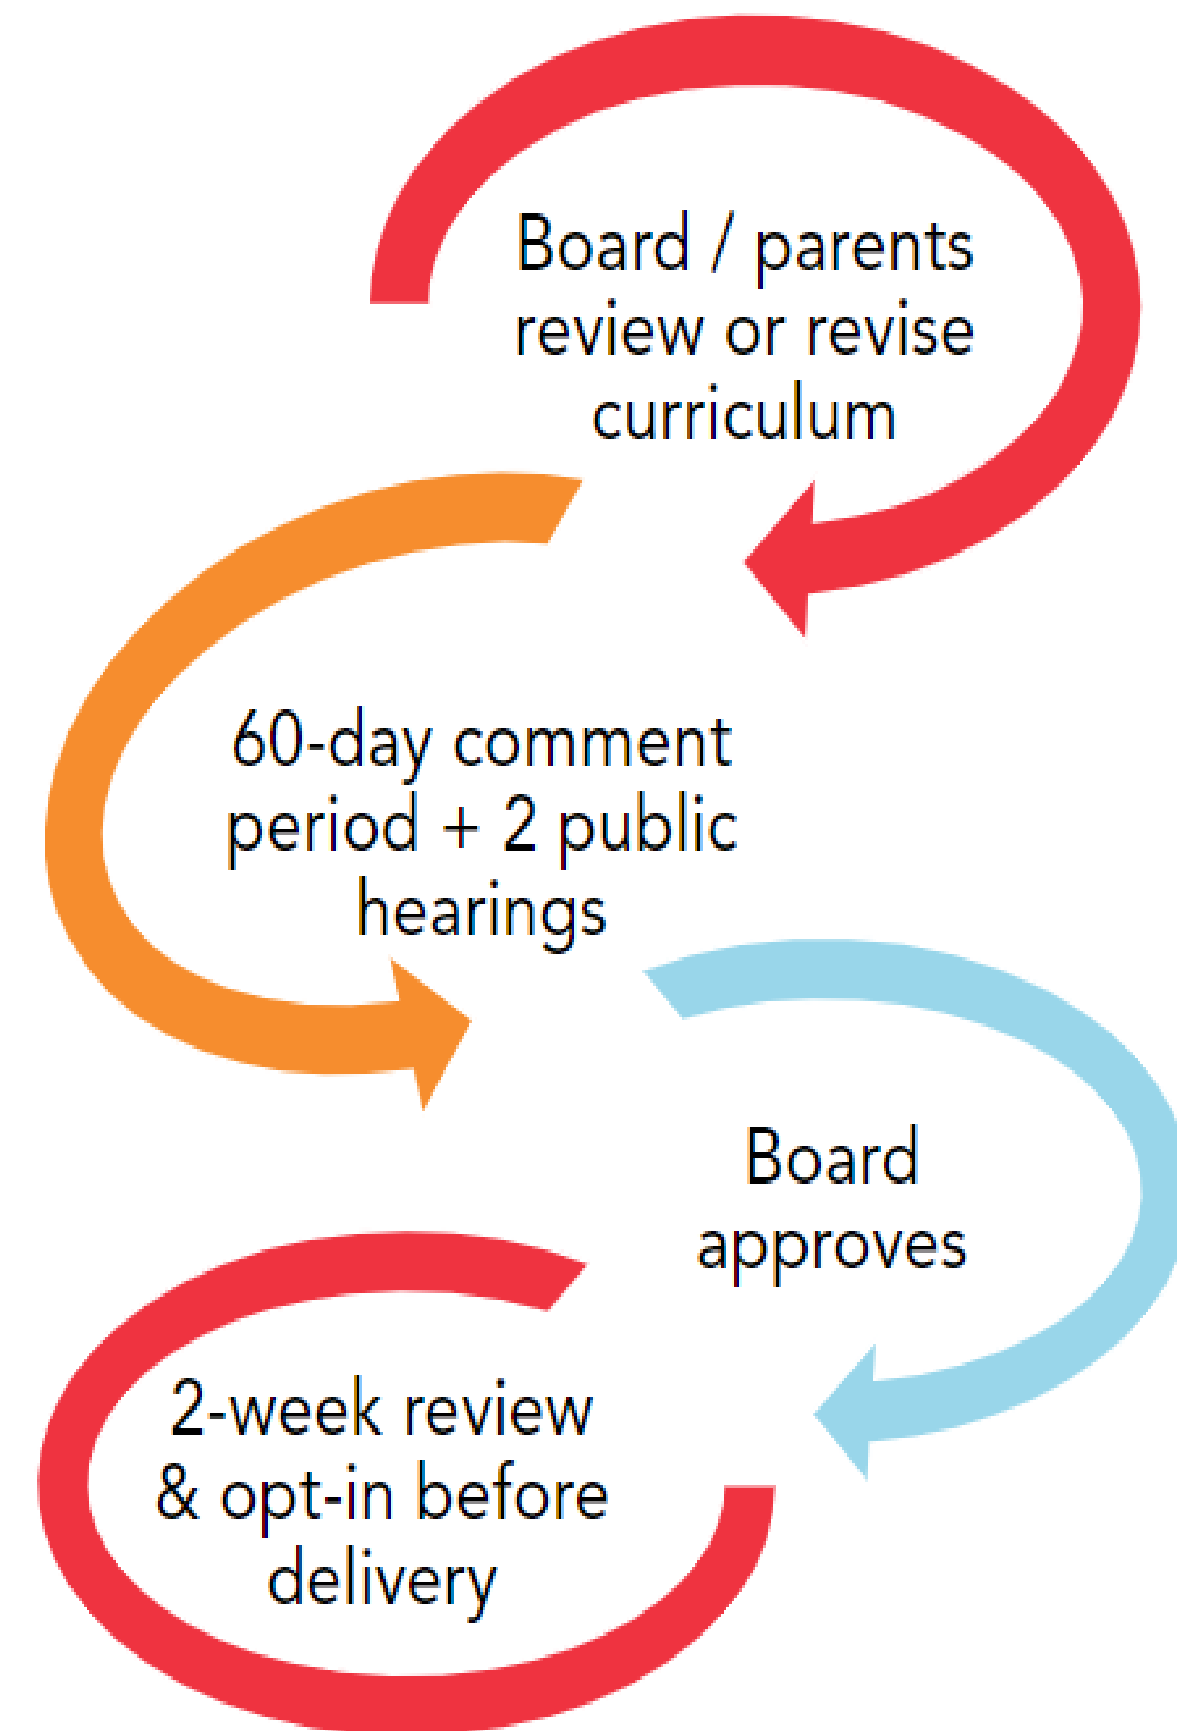 Board / parents
review or revise
curriculum
60-day comment
period + 2 public
hearings
Board
approves
2-week review
& opt-in before
delivery